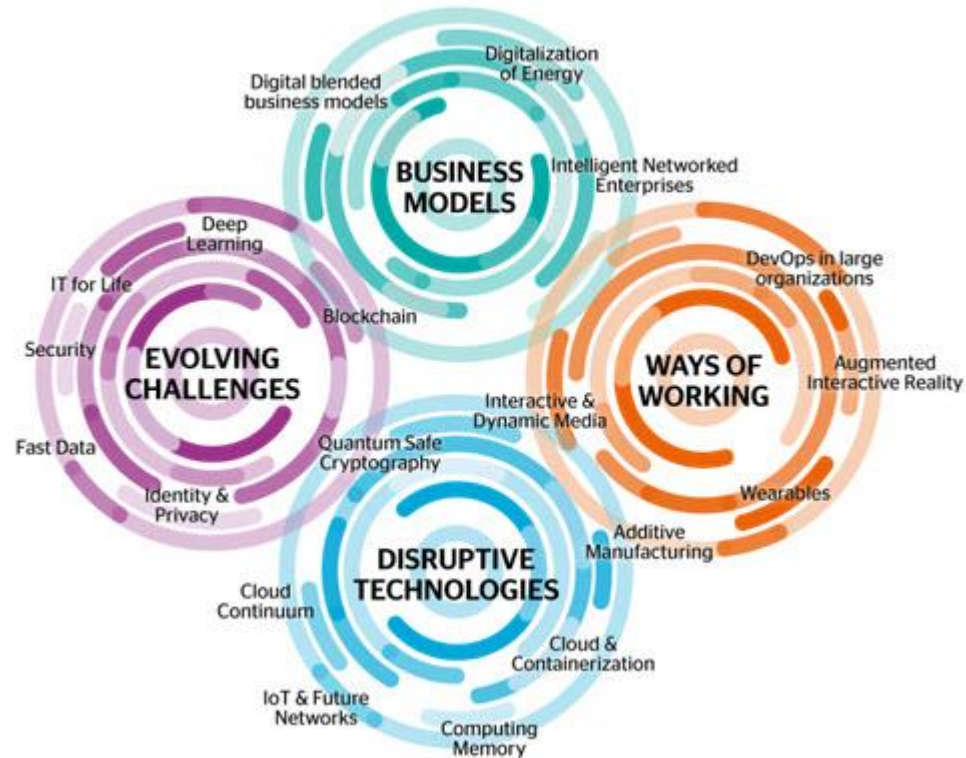 Digitalization
of Energy
Digital blended
business models
BUSINESS
MODELS
Intelligent Networked
Enterprises
Deep
Learning
IT for Life
Blockchain
Security
EVOLVING
CHALLENGES
Fast Data
Identity &
Privacy
Quantum Safe
Cryptography
DevOps in large
organizations
WAYS OF
WORKING
Augmented
Interactive Reality
Interactive &
Dynamic Media
Wearables
Additive
Manufacturing
DISRUPTIVE
TECHNOLOGIES
Cloud
Continuum
Cloud &
Containerization
IoT & Future
Networks
Computing
Memory